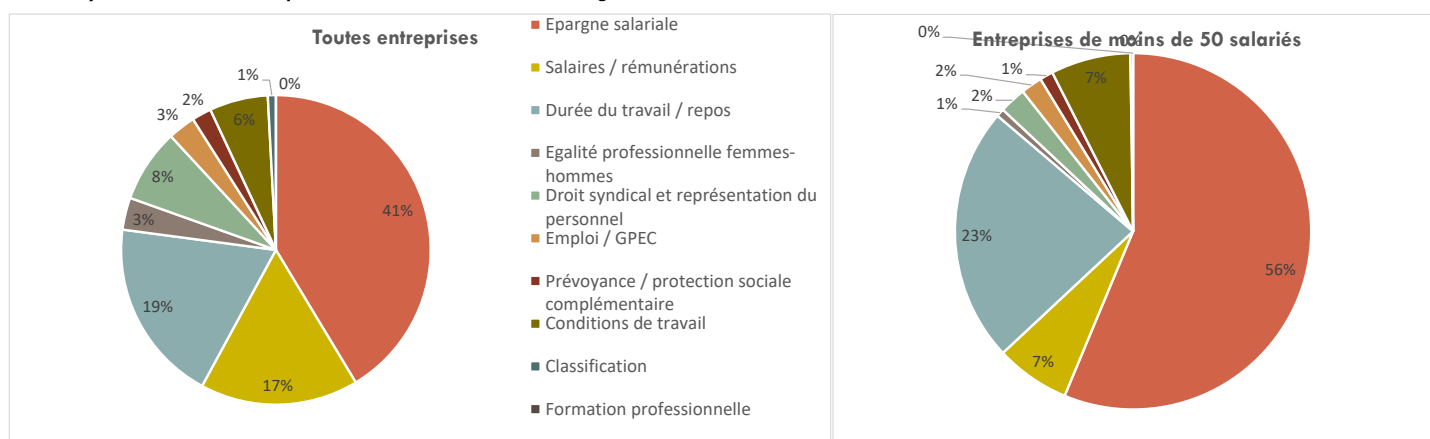 Toutes entreprises
1%
0%
2%
3%
6%
8%
3%
41%
19%
17%
Epargne salariale
Salaires / rémunérations
Durée du travail / repos
Egalité professionnelle femmes-
hommes
Droit syndical et représentation du
personnel
Emploi / GPEC
Prévoyance / protection sociale
complémentaire
Conditions de travail
Classification
Formation professionnelle
Entreprises de moins de 50 salariés
0%
0%
2%
1%
7%
2%
1%
23%
56%
7%